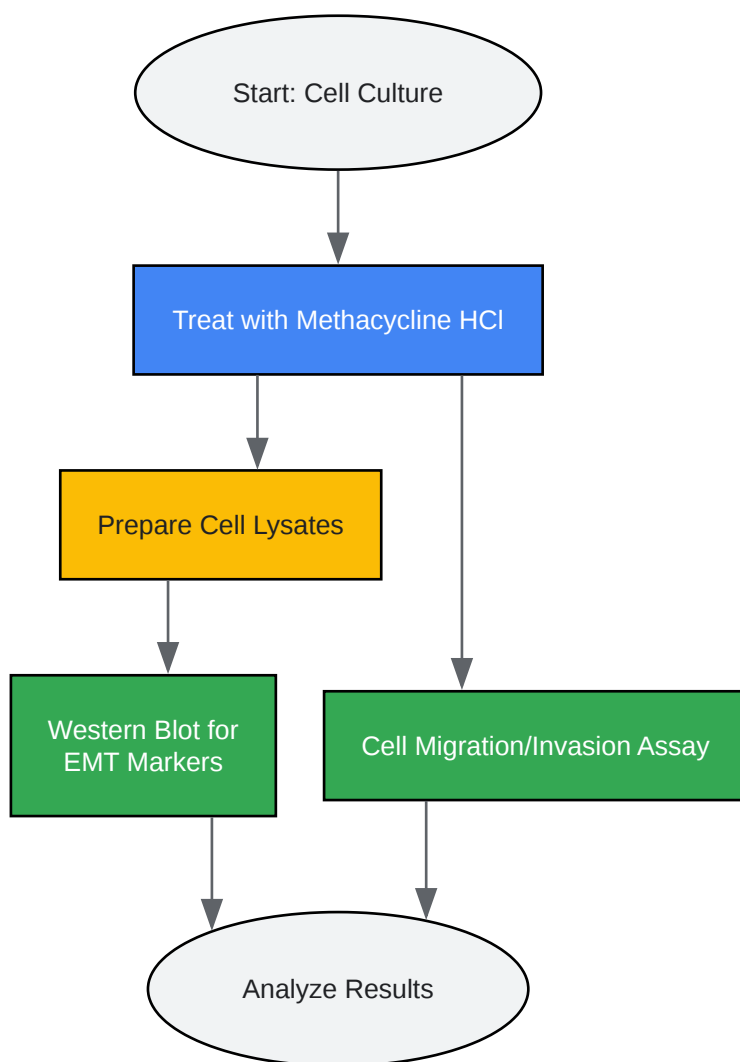 Start: Cell Culture
Treat with Methacycline HCl
Prepare Cell Lysates
Western Blot for
EMT Markers
Cell Migration/Invasion Assay
Analyze Results